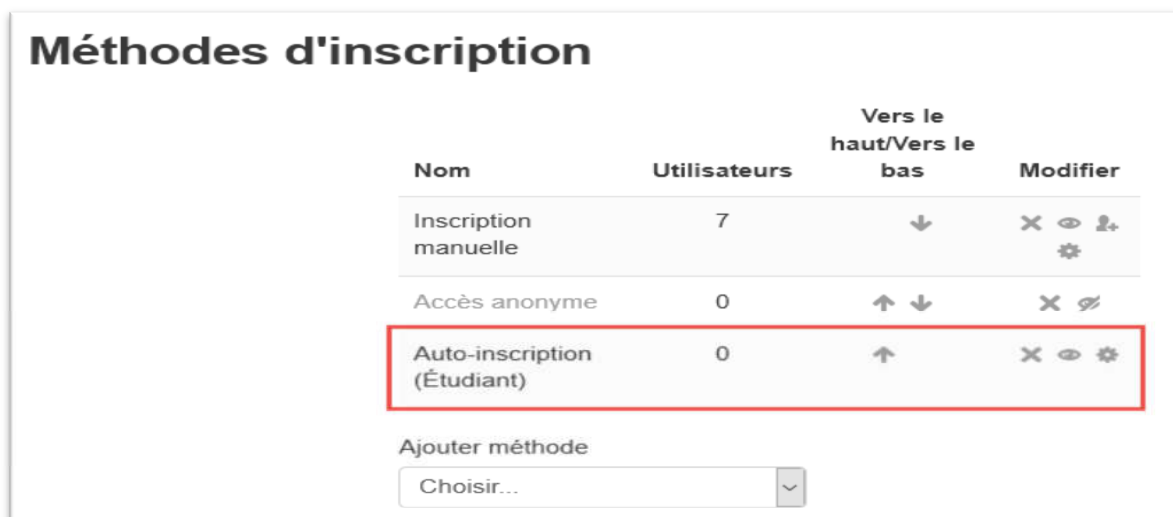 Méthodes d'inscription
Vers le
haut/Vers le
Nom Utilisateurs bas Modifier
Inscription 7
manuelle
Accès anonyme 0
Auto-inscription 0
(Étudiant)
Ajouter méthode
Choisir...